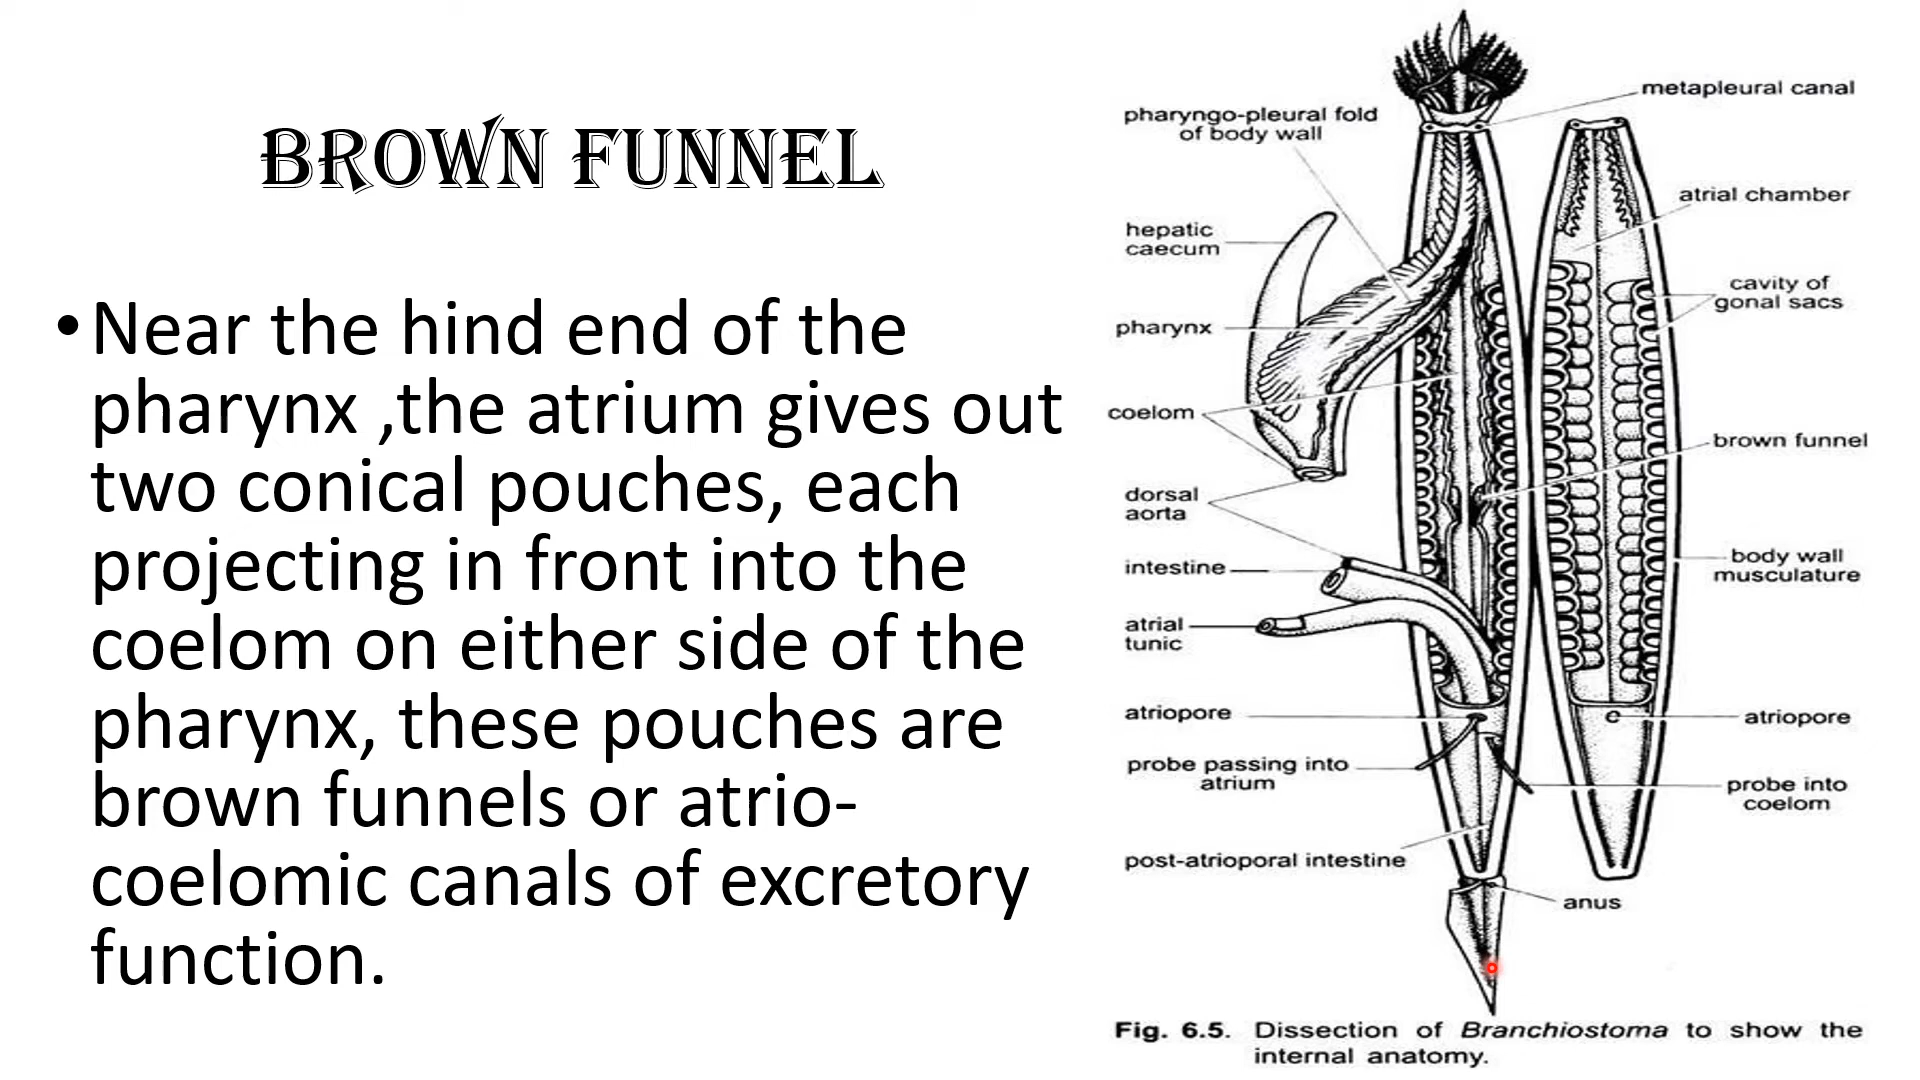 BROWN FUNNEL
•Near the hind end of the
pharynx ,the atrium gives out
two conical pouches, each
projecting in front into the
coelom on either side of the
pharynx, these pouches are
brown funnels or atrio-
coelomic canals of excretory
function.
pharyngo-pleural fold
of body wall
hepatic
caecum
pharynx
coelom
dorsal
aorta
intestine
atrial
tunic
atriopore
probe passing into
atrium
post-atrioporal intestine
metapleural canal
atrial chamber
cavity of
gonal sacs
brown funnel
body wall
musculature
atriopore
probe into
coelom
anus
Fig. 6.5. Dissection of Branchiostoma to show the
internal anatomy.